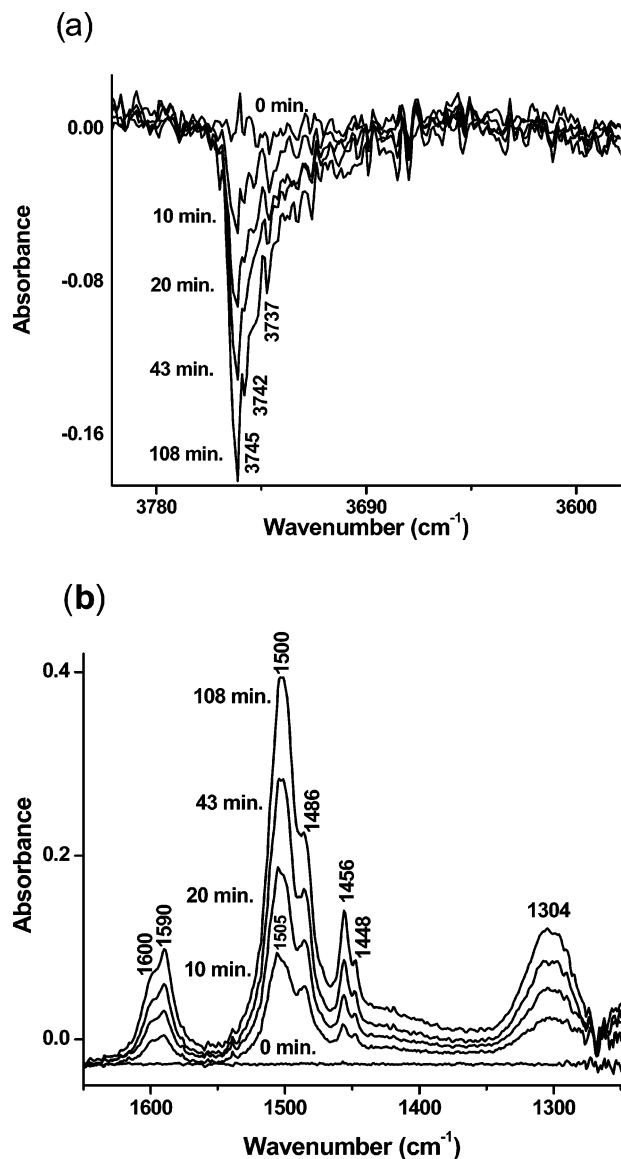 (a)
0 min.
0.00
10 min.
-0.08
20 min.
3737
43 min.
3742
-0.16
108 min.
3745
Absorbance
3780
3690
3600
Wavenumber (cm⁻¹)
(b)
0.4
1500
108 min.
43 min.
1486
0.2
20 min.
1456
1600
1590
1505
1448
1304
10 min.
0.0
0 min.
Absorbance
1600
1500
1400
1300
Wavenumber (cm⁻¹)